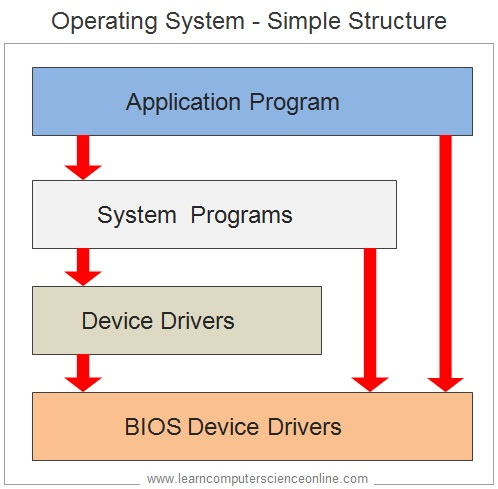 Operating System - Simple Structure
Application Program
System Programs
Device Drivers
BIOS Device Drivers
www.learncomputerscienceonline.com